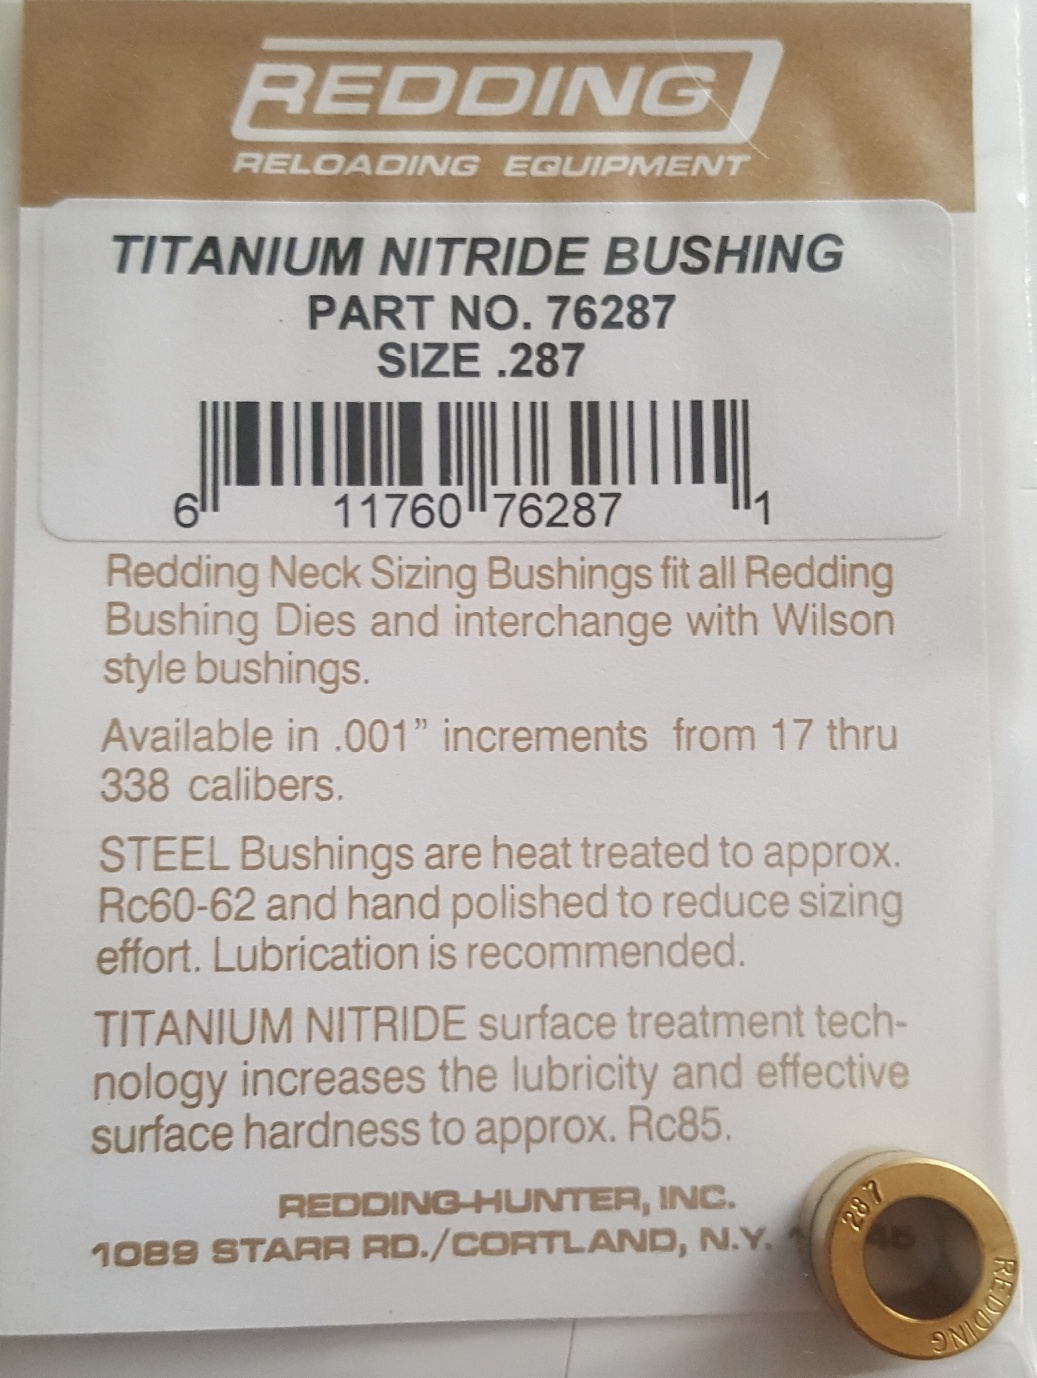 REDDING
RELOADING EQUIPMENT
TITANIUM NITRIDE BUSHING
PART NO. 76287
SIZE .287
6 11760 76287 1
Redding Neck Sizing Bushings fit all Redding
Bushing Dies and interchange with Wilson
style bushings.
Available in .001” increments from 17 thru
338 calibers.
STEEL Bushings are heat treated to approx.
Rc60-62 and hand polished to reduce sizing
effort. Lubrication is recommended.
TITANIUM NITRIDE surface treatment tech-
nology increases the lubricity and effective
surface hardness to approx. Rc85.
REDDING-HUNTER, INC.
1089 STARR RD./CORTLAND, N.Y.
287
REDDING